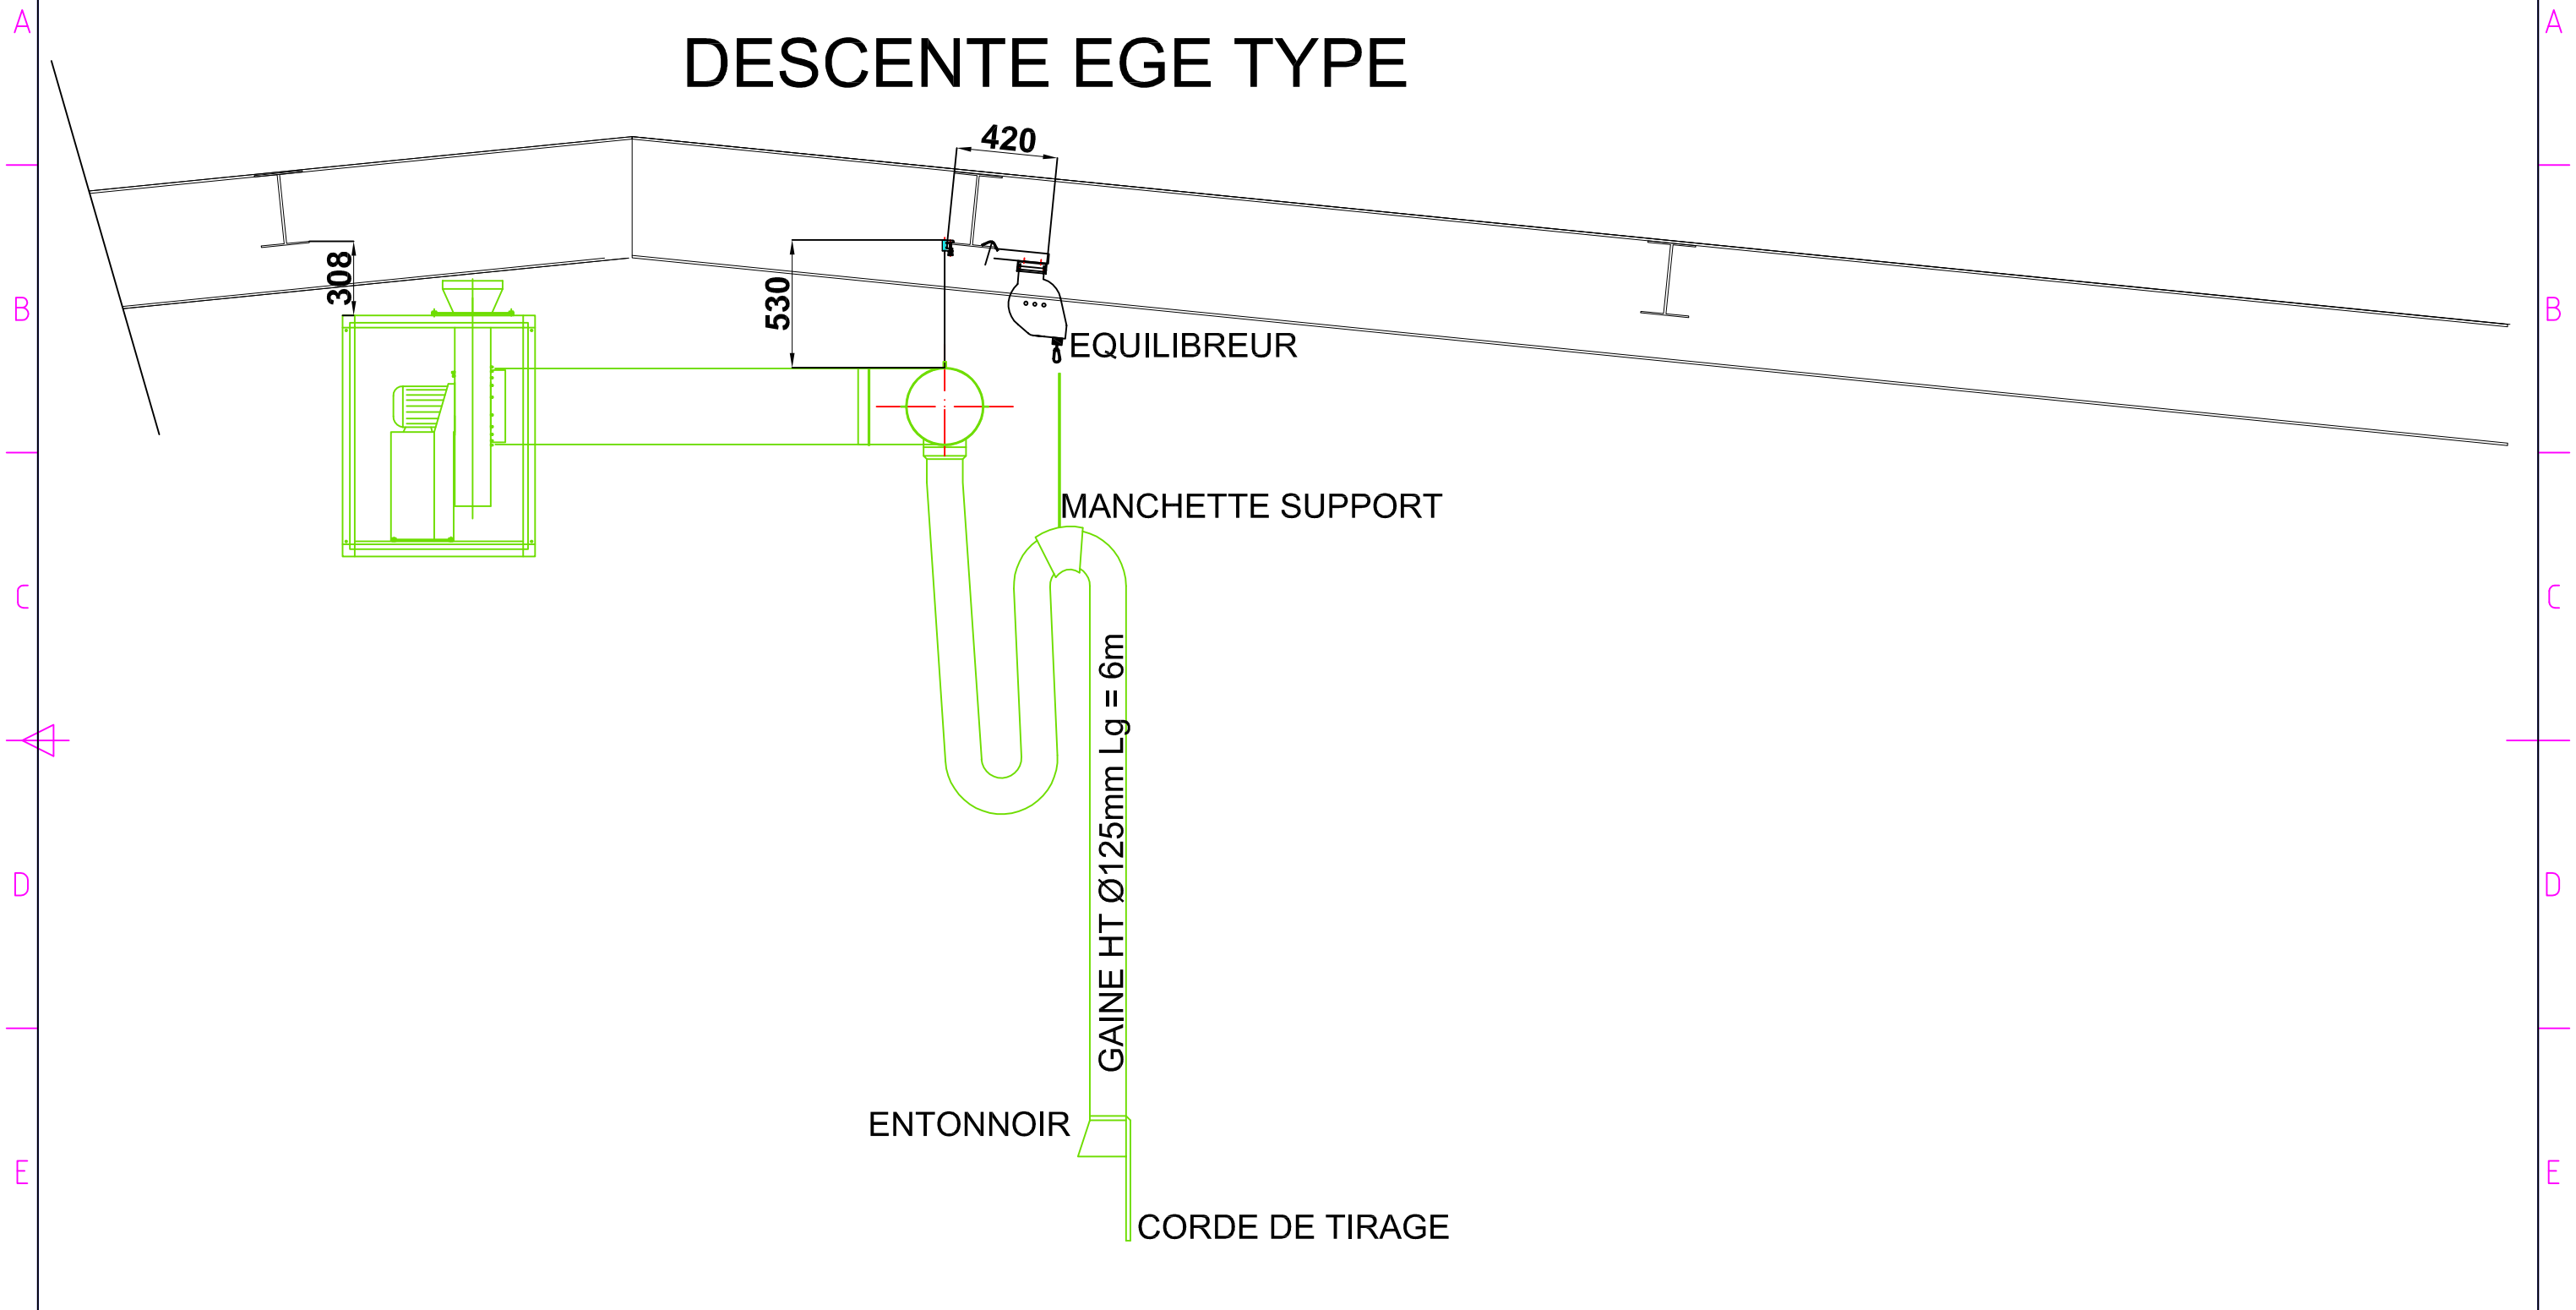 A
A
DESCENTE EGE TYPE
420
308
530
B
B
EQUILIBREUR
MANCHETTE SUPPORT
C
C
GAINE HT Ø125mm Lg = 6m
D
D
ENTONNOIR
E
E
CORDE DE TIRAGE